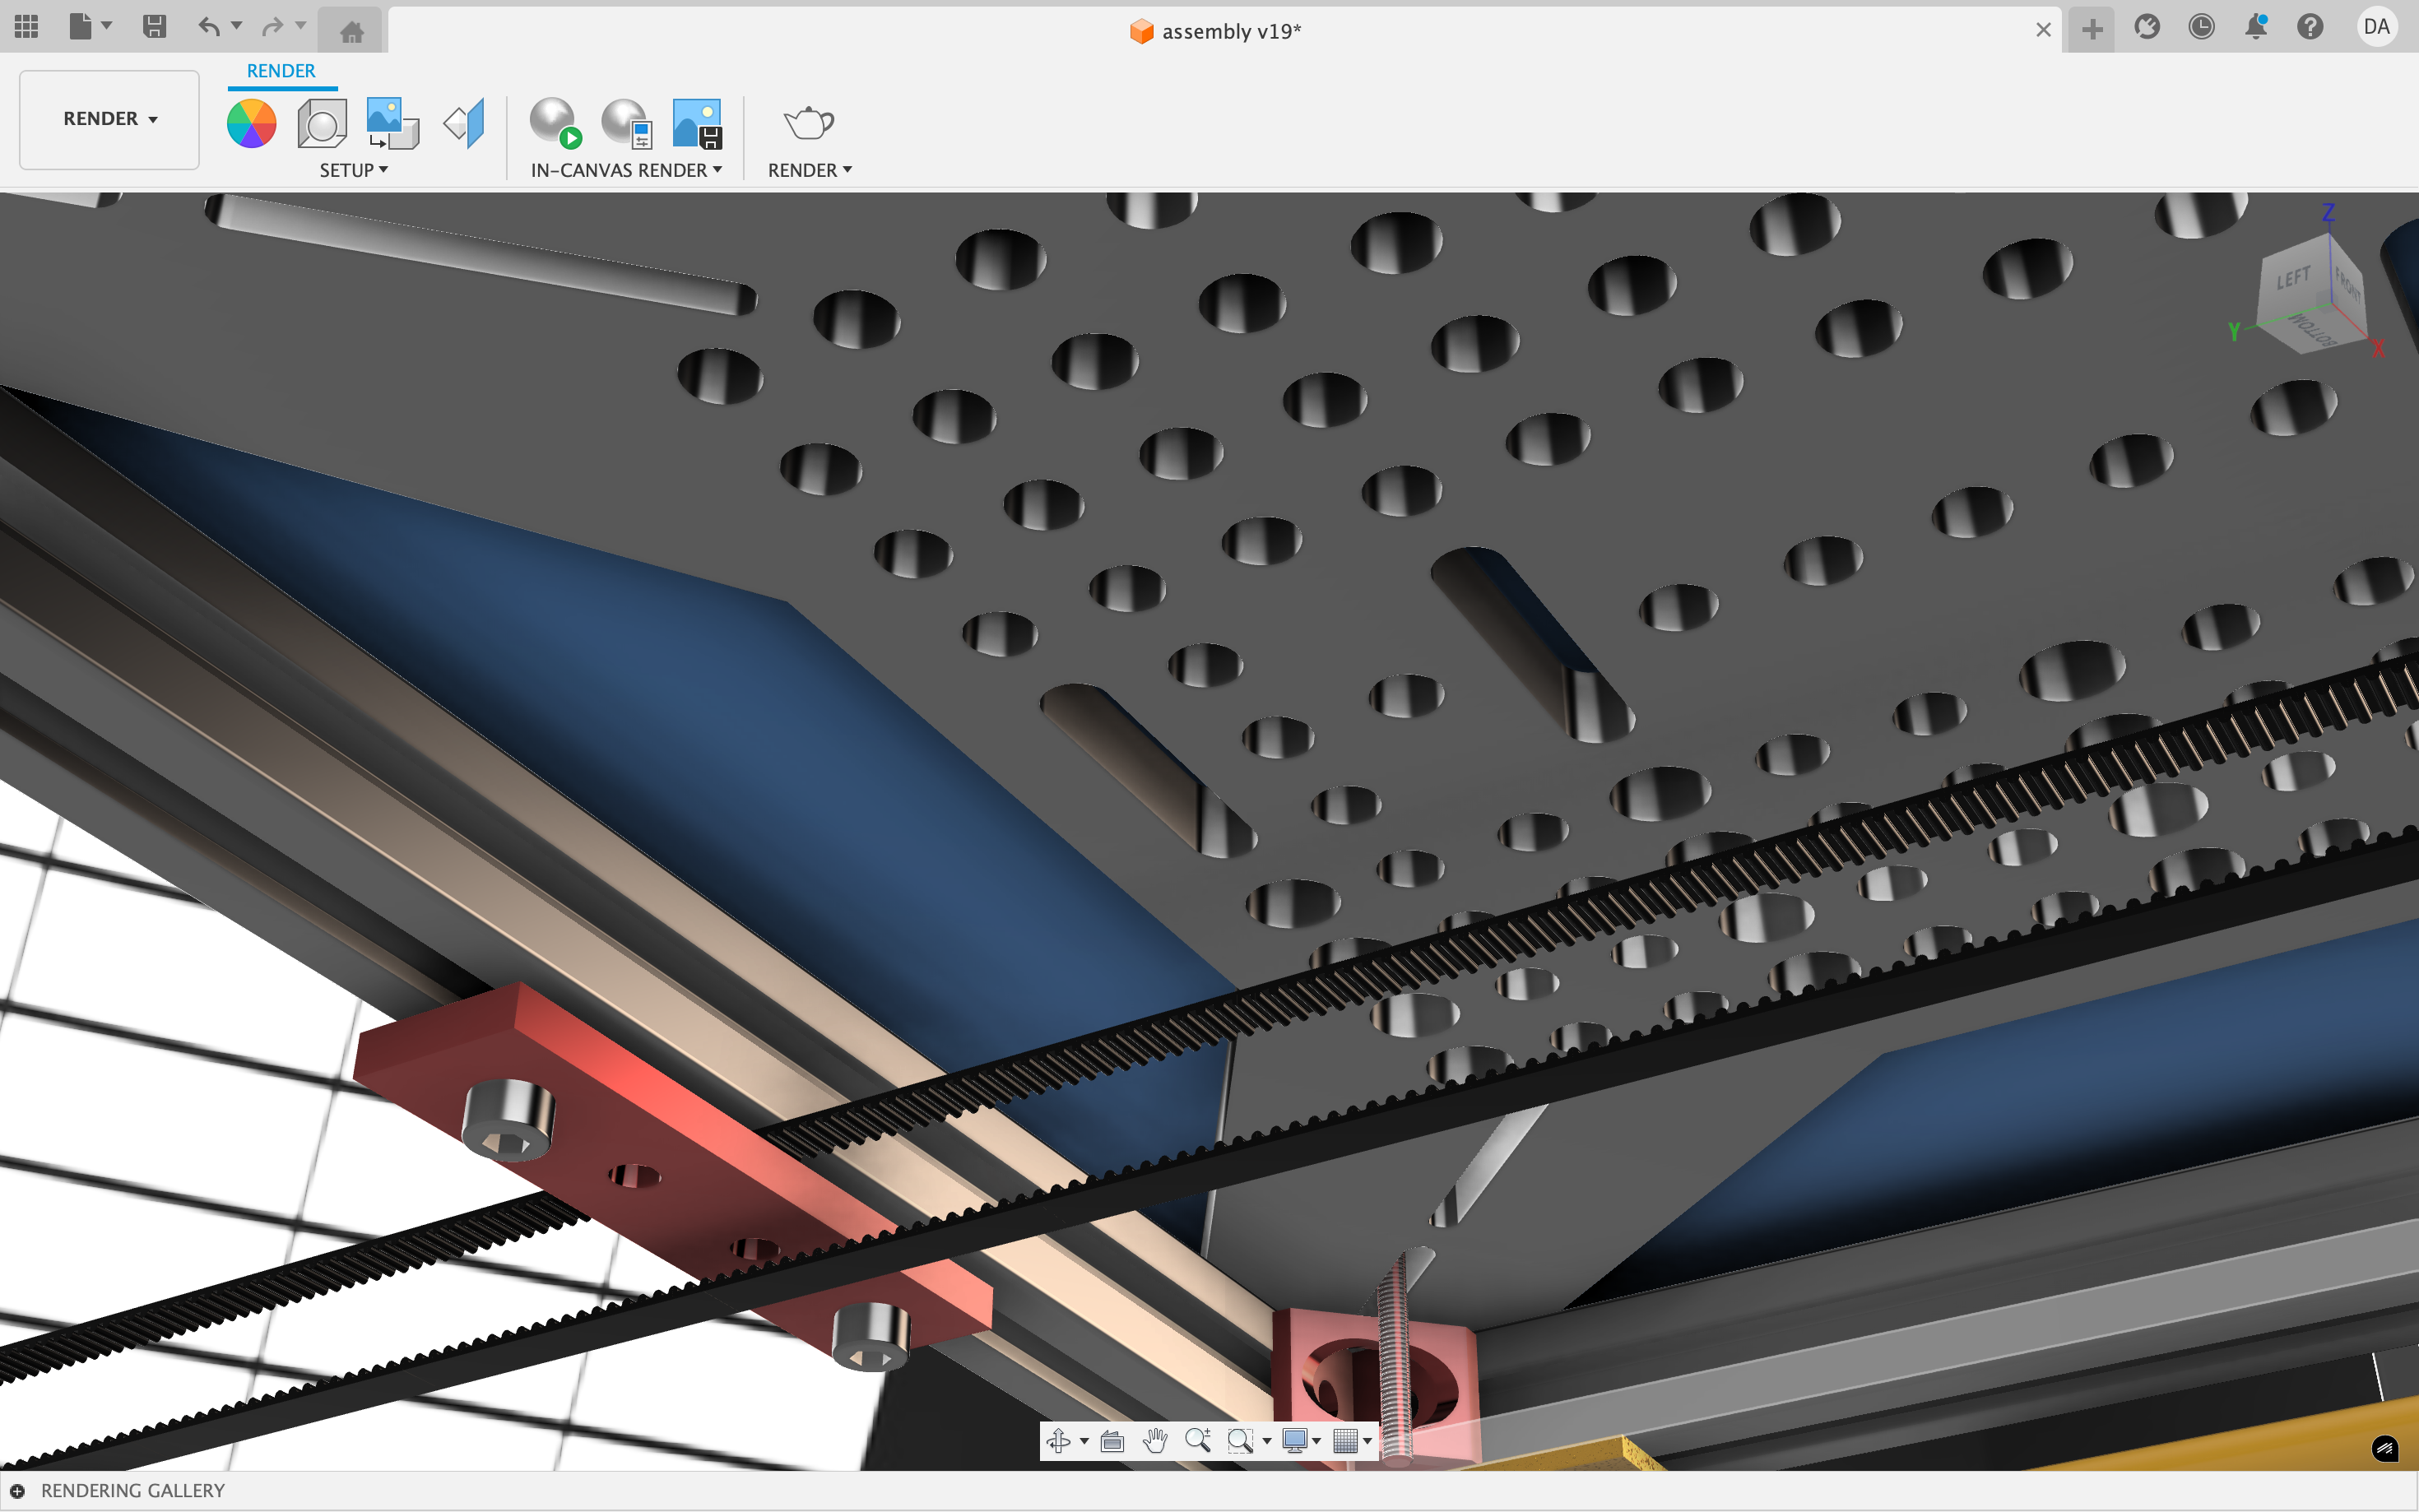 assembly v19*
DA
RENDER
RENDER
SETUP
IN-CANVAS RENDER
RENDER
Z
LEFT
FRONT
Y
BOTTOM
X
RENDERING GALLERY